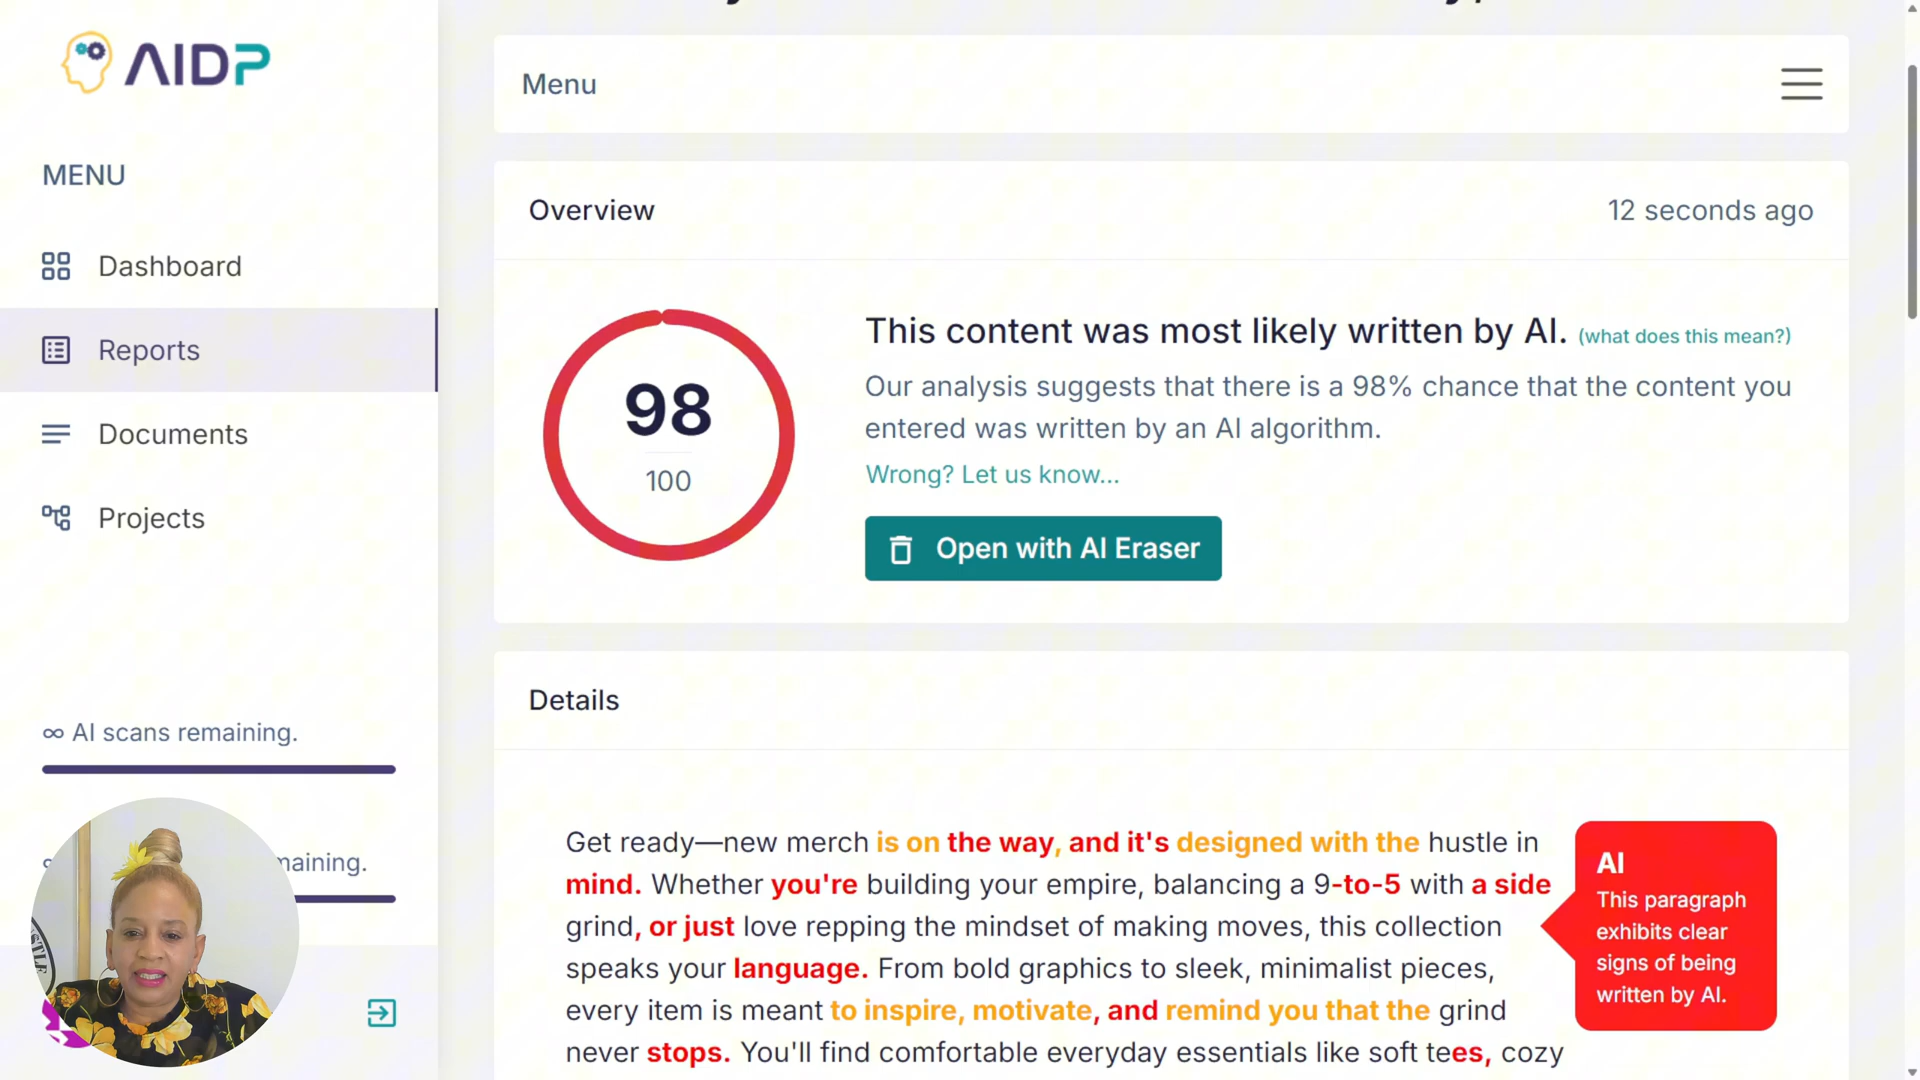 AIDP
MENU
Dashboard
Reports
Documents
Projects
∞ AI scans remaining.
maining.
STLE
Menu
Overview
12 seconds ago
98
100
This content was most likely written by AI. (what does this mean?)
Our analysis suggests that there is a 98% chance that the content you
entered was written by an AI algorithm.
Wrong? Let us know...
Open with AI Eraser
Details
Get ready—new merch is on the way, and it's designed with the hustle in
mind. Whether you're building your empire, balancing a 9-to-5 with a side
grind, or just love repping the mindset of making moves, this collection
speaks your language. From bold graphics to sleek, minimalist pieces,
every item is meant to inspire, motivate, and remind you that the grind
never stops. You'll find comfortable everyday essentials like soft tees, cozy
AI
This paragraph
exhibits clear
signs of being
written by AI.